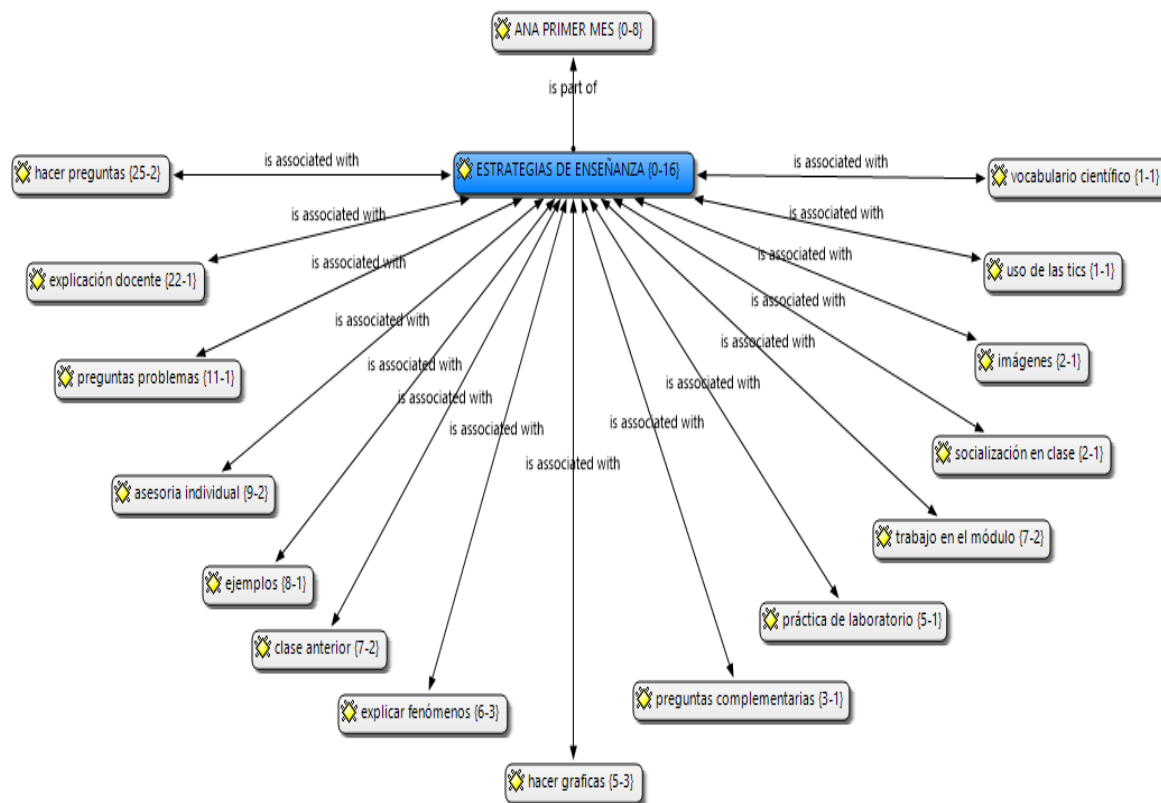 ANA PRIMER MES {0-8}
is part of
ESTRATEGIAS DE ENSEÑANZA {0-16}
is associated with
hacer preguntas {25-2}
is associated with
vocabulario científico {1-1}
is associated with
explicación docente {22-1}
is associated with
uso de las tics {1-1}
is associated with
preguntas problemas {11-1}
is associated with
imágenes {2-1}
is associated with
asesoria individual {9-2}
is associated with
socialización en clase {2-1}
is associated with
ejemplos {8-1}
is associated with
trabajo en el módulo {7-2}
is associated with
clase anterior {7-2}
is associated with
práctica de laboratorio {5-1}
is associated with
explicar fenómenos {6-3}
is associated with
preguntas complementarias {3-1}
is associated with
hacer graficas {5-3}